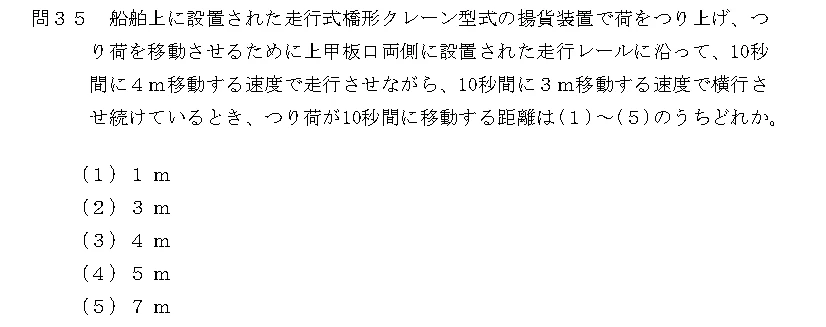 問３５　船舶上に設置された走行式橋形クレーン型式の揚貨装置で荷をつり上げ、つ
り荷を移動させるために上甲板口両側に設置された走行レールに沿って、10秒
間に４ｍ移動する速度で走行させながら、10秒間に３ｍ移動する速度で横行さ
せ続けているとき、つり荷が10秒間に移動する距離は(１)～(５)のうちどれか。
(１) １ ｍ
(２) ３ ｍ
(３) ４ ｍ
(４) ５ ｍ
(５) ７ ｍ